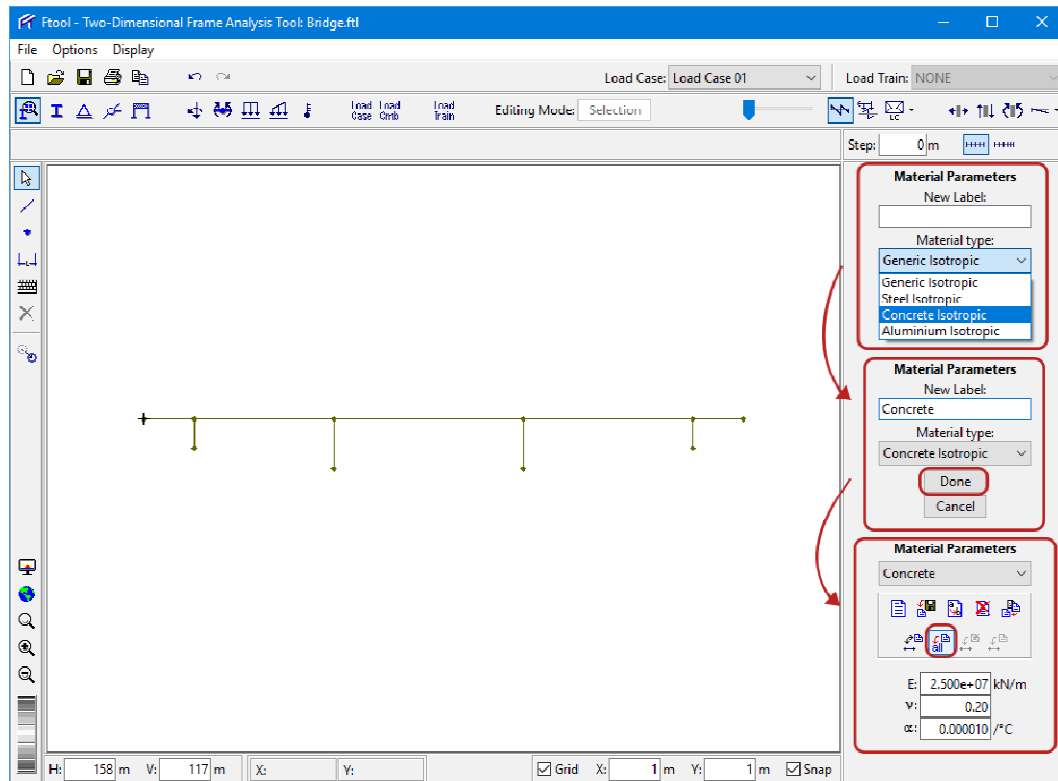 Ftool - Two-Dimensional Frame Analysis Tool: Bridge.ftl
File Options Display
Load Case: Load Case 01 Load Train: NONE
Load Case Load Cmb Load Train Editing Mode: Selection LC
Step: 0 m
Material Parameters
New Label:
Material type:
Generic Isotropic
Generic Isotropic
Steel Isotropic
Concrete Isotropic
Aluminium Isotropic
Material Parameters
New Label:
Concrete
Material type:
Concrete Isotropic
Done
Cancel
Material Parameters
Concrete
all
E: 2.500e+07 kN/m
ν: 0.20
α: 0.000010 /°C
H: 158 m V: 117 m X: Y: Grid X: 1 m Y: 1 m Snap